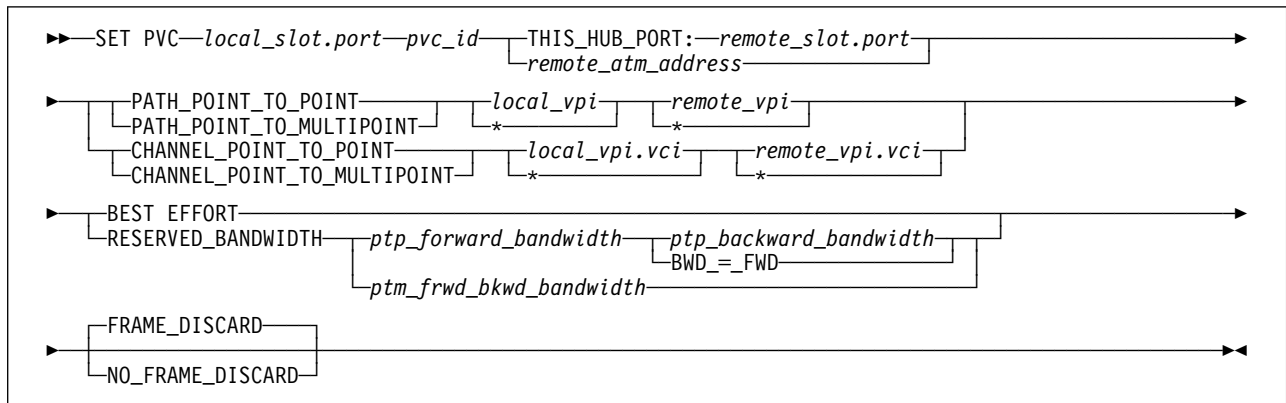 SET PVC local_slot.port pvc_id THIS_HUB_PORT: remote_slot.port
remote_atm_address
PATH_POINT_TO_POINT local_vpi remote_vpi
PATH_POINT_TO_MULTIPOINT * *
CHANNEL_POINT_TO_POINT local_vpi.vci remote_vpi.vci
CHANNEL_POINT_TO_MULTIPOINT * *
BEST EFFORT
RESERVED_BANDWIDTH ptp_forward_bandwidth ptp_backward_bandwidth
BWD_=_FWD
ptm_frwd_bkwd_bandwidth
FRAME_DISCARD
NO_FRAME_DISCARD